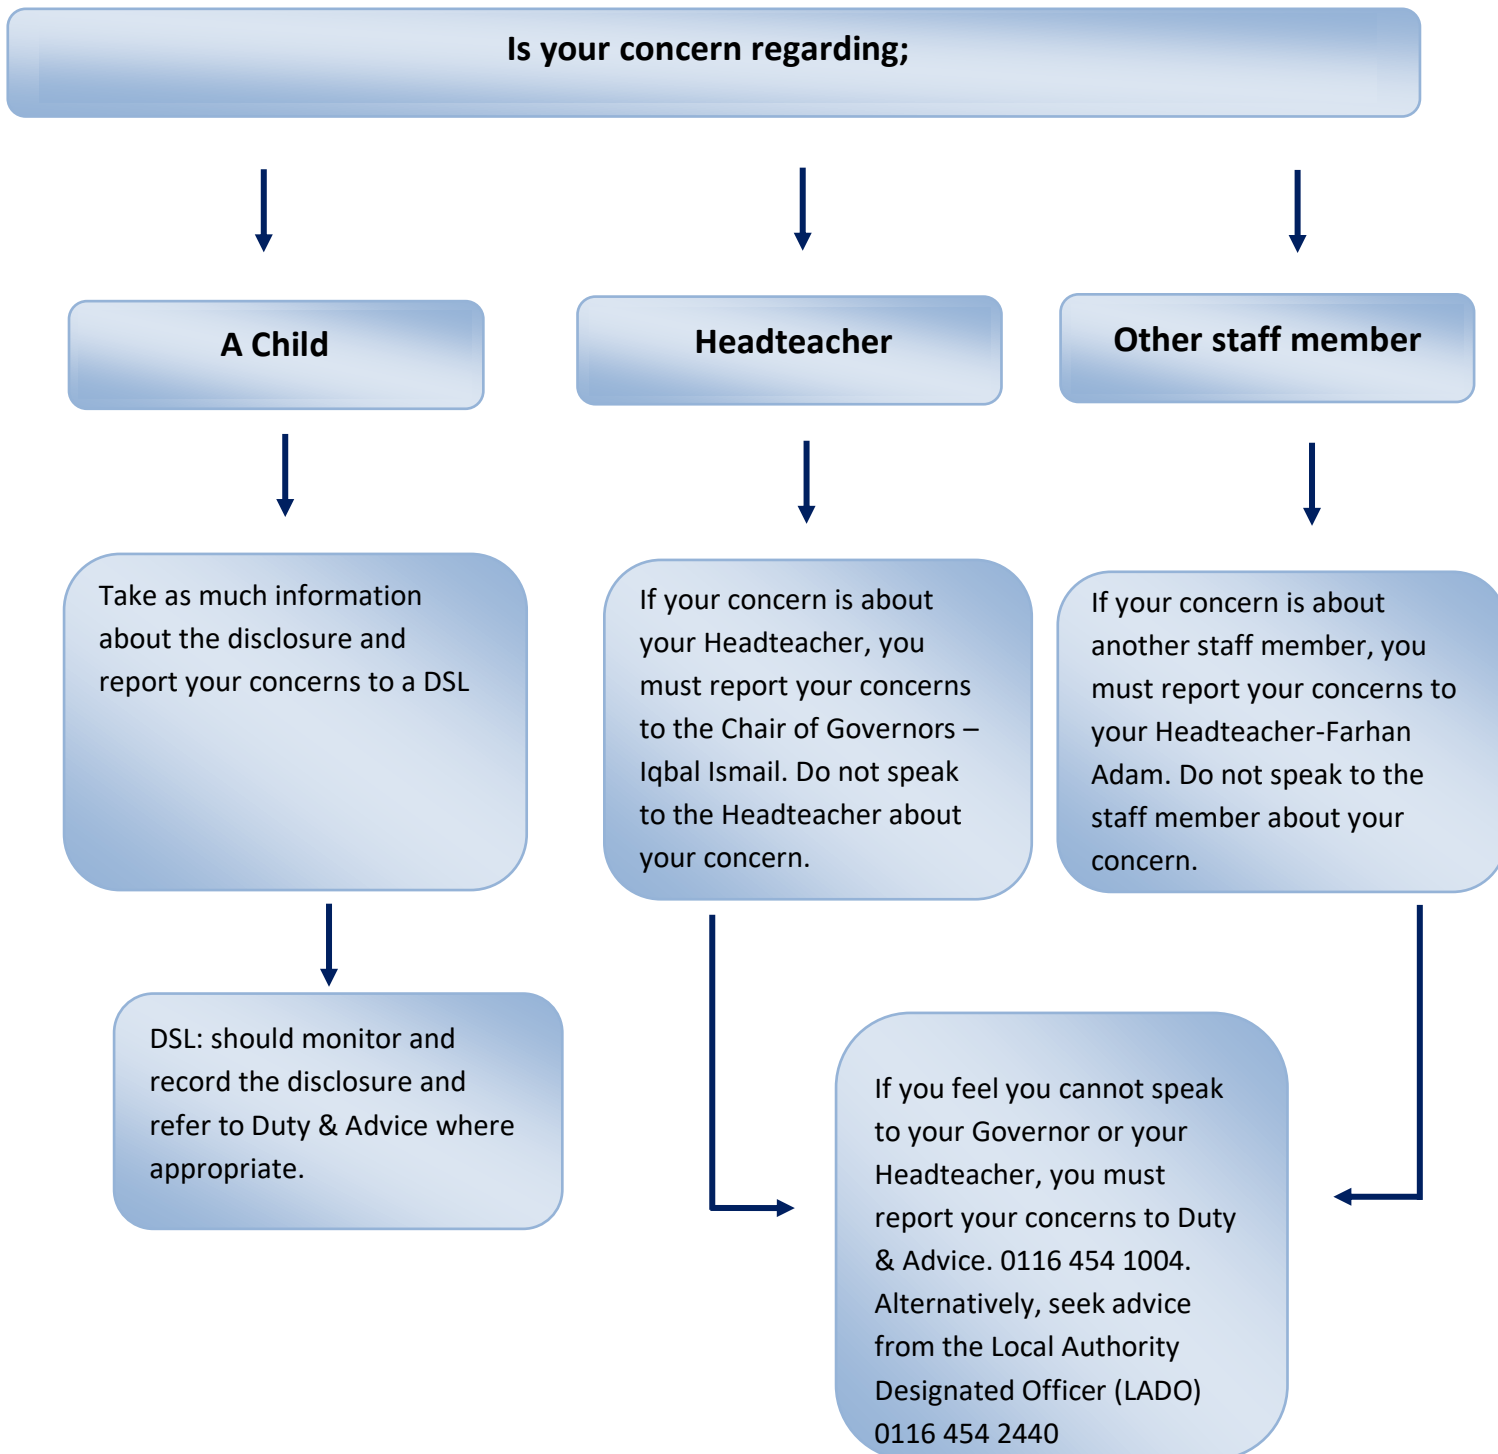 Is your concern regarding;
A Child
Headteacher
Other staff member
Take as much information
about the disclosure and
report your concerns to a DSL
If your concern is about
your Headteacher, you
must report your concerns
to the Chair of Governors –
Iqbal Ismail. Do not speak
to the Headteacher about
your concern.
If your concern is about
another staff member, you
must report your concerns to
your Headteacher-Farhan
Adam. Do not speak to the
staff member about your
concern.
DSL: should monitor and
record the disclosure and
refer to Duty & Advice where
appropriate.
If you feel you cannot speak
to your Governor or your
Headteacher, you must
report your concerns to Duty
& Advice. 0116 454 1004.
Alternatively, seek advice
from the Local Authority
Designated Officer (LADO)
0116 454 2440